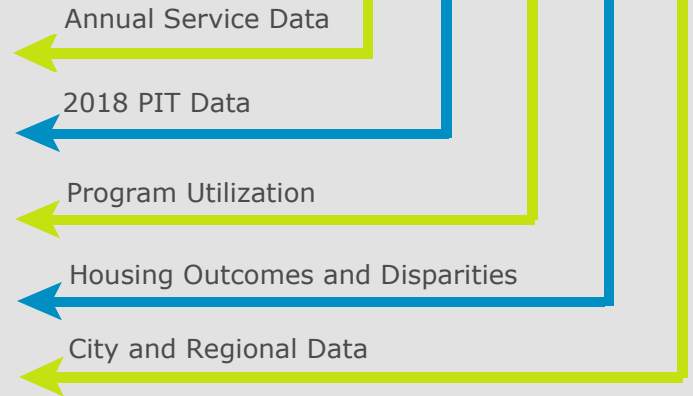 Annual Service Data
2018 PIT Data
Program Utilization
Housing Outcomes and Disparities
City and Regional Data